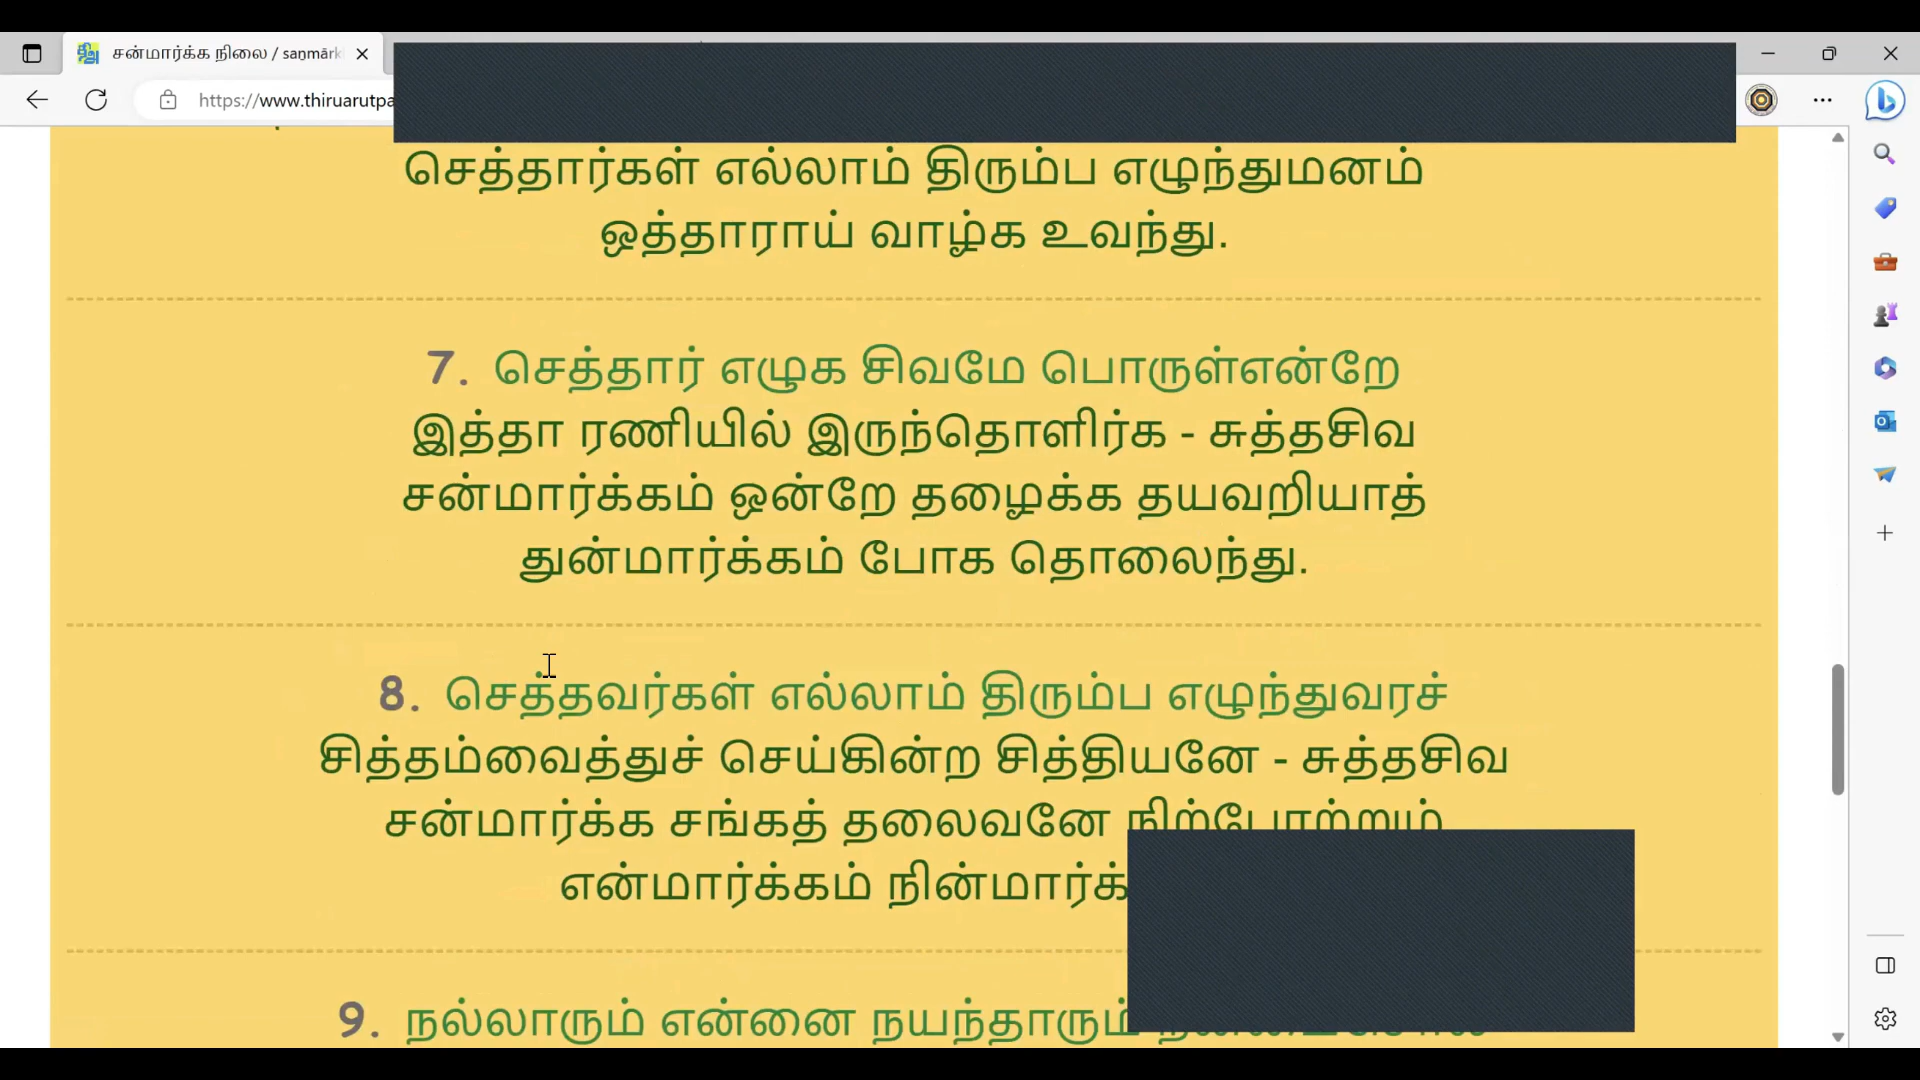 சன்மார்க்க நிலை / saṇmārk
https://www.thiruarutpa
செத்தார்கள் எல்லாம் திரும்ப எழுந்துமனம்
ஒத்தாராய் வாழ்க உவந்து.
7. செத்தார் எழுக சிவமே பொருள்என்றே
இத்தா ரணியில் இருந்தொளிர்க - சுத்தசிவ
சன்மார்க்கம் ஒன்றே தழைக்க தயவறியாத்
துன்மார்க்கம் போக தொலைந்து.
8. செத்தவர்கள் எல்லாம் திரும்ப எழுந்துவரச்
சித்தம்வைத்துச் செய்கின்ற சித்தியனே - சுத்தசிவ
சன்மார்க்க சங்கத் தலைவனே நிற்போற்றும்
என்மார்க்கம் நின்மார்க்
9. நல்லாரும் என்னை நயந்தாரும்